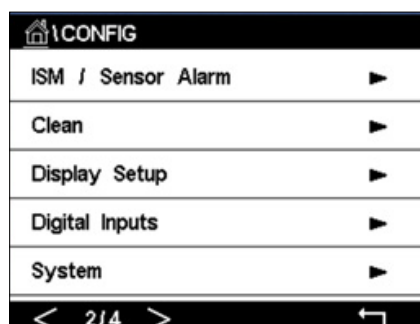 \CONFIG
ISM / Sensor Alarm
Clean
Display Setup
Digital Inputs
System
< 2/4 >